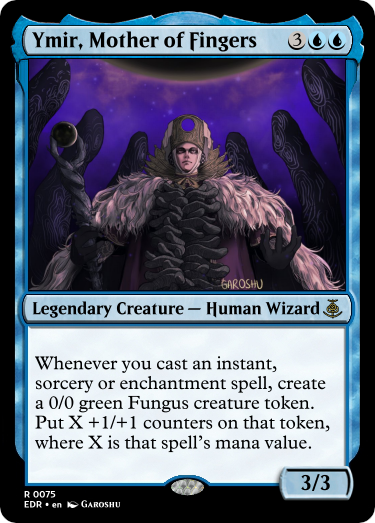 Ymir, Mother of Fingers 3
GAROSHU
Legendary Creature — Human Wizard
Whenever you cast an instant,
sorcery or enchantment spell, create
a 0/0 green Fungus creature token.
Put X +1/+1 counters on that token,
where X is that spell's mana value.
3/3
R 0075
EDR • en Garoshu